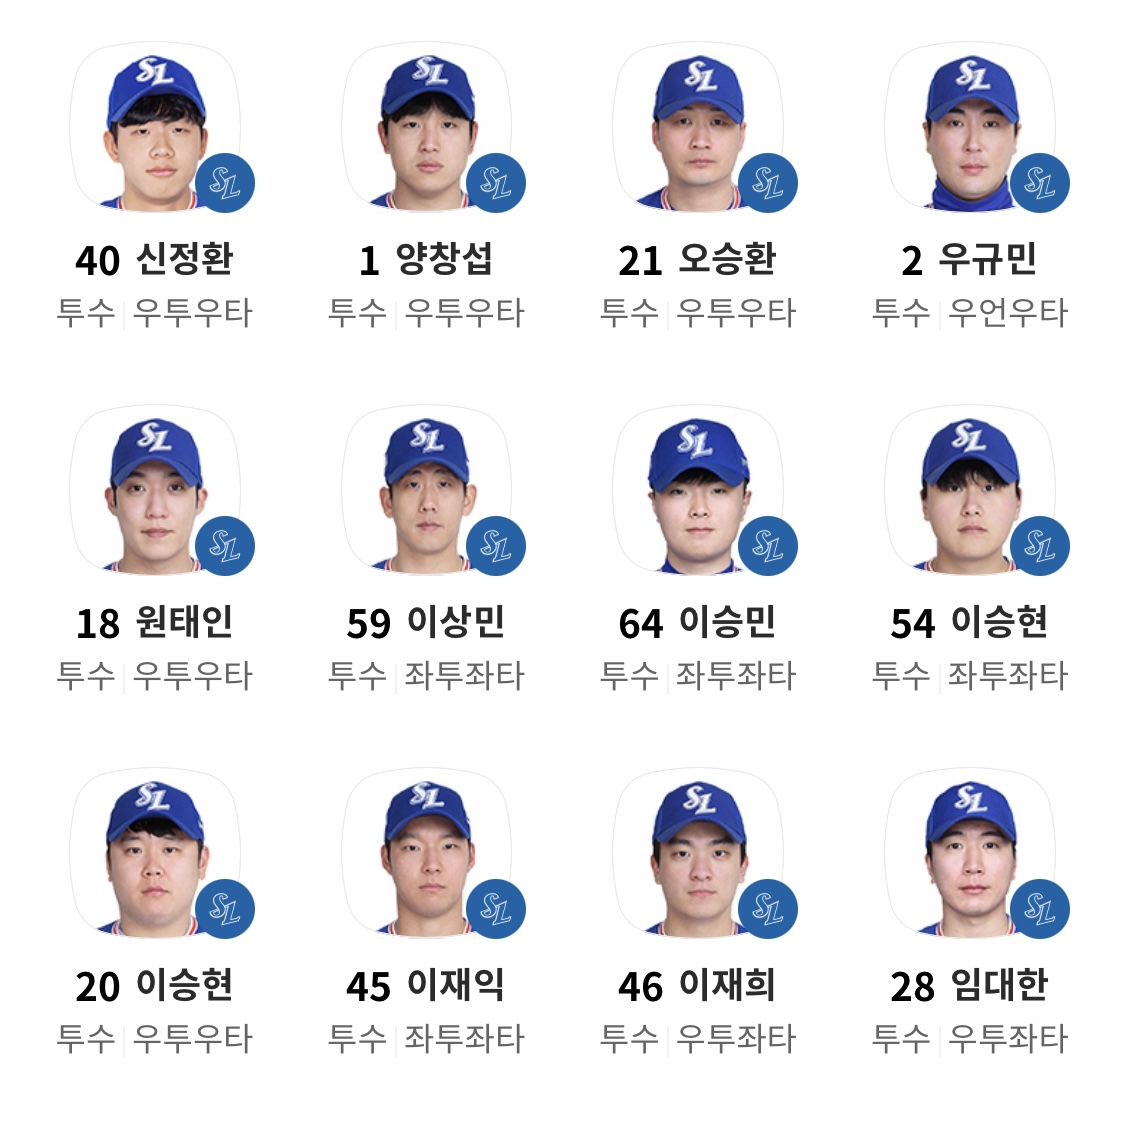 40 신정환
투수 | 우투우타
1 양창섭
투수 | 우투우타
21 오승환
투수 | 우투우타
2 우규민
투수 | 우언우타
18 원태인
투수 | 우투우타
59 이상민
투수 | 좌투좌타
64 이승민
투수 | 좌투좌타
54 이승현
투수 | 좌투좌타
20 이승현
투수 | 우투우타
45 이재익
투수 | 좌투좌타
46 이재희
투수 | 우투좌타
28 임대한
투수 | 우투좌타